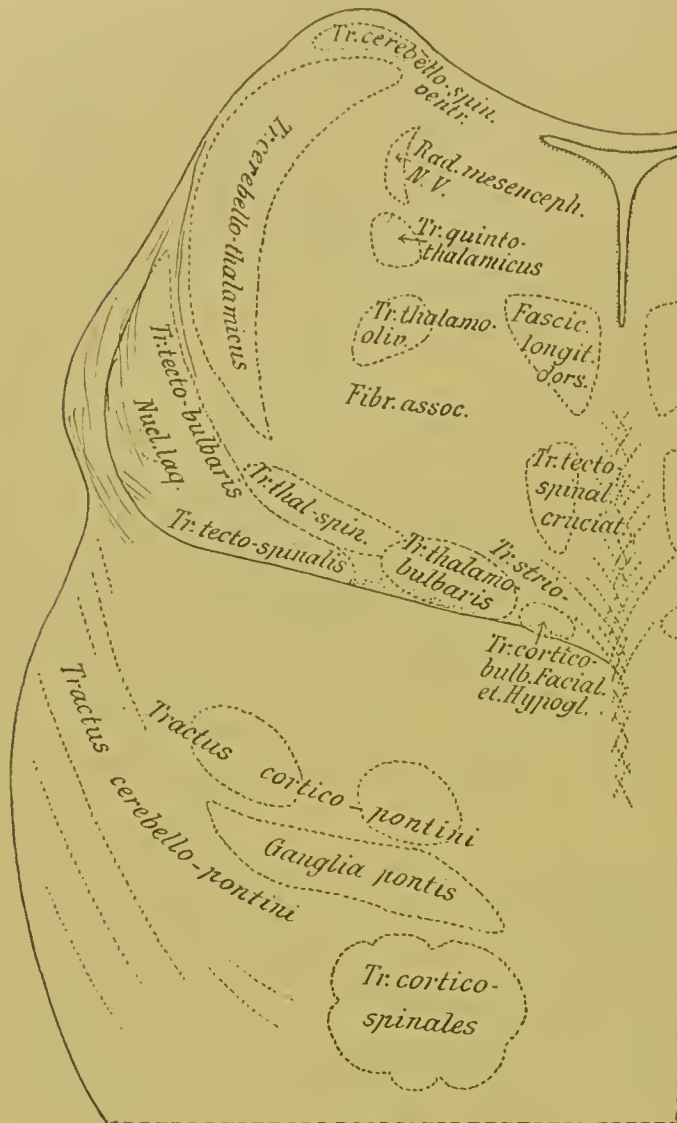 Tr. cerebello-spin.
ventr.
Tr. cerebello-thalamicus
Rad. mesenceph.
N. V.
Tr. quinto-
thalamicus
Tr. thalamo.
oliv.
Fascic.
longit.
dors.
Fibr. assoc.
Tr. tecto-bulbaris
Nucl. laq.
Tr. thal-spin.
Tr. tecto-spinalis
Tr. thalamo-
bulbaris
Tr. strio-
Tr. tecto-
spinal.
cruciat
Tr. cortico-
bulb. Facial.
et. Hypogl.
Tractus cortico-pontini
Tractus cerebello-pontini
Ganglia pontis
Tr. cortico-
spinales